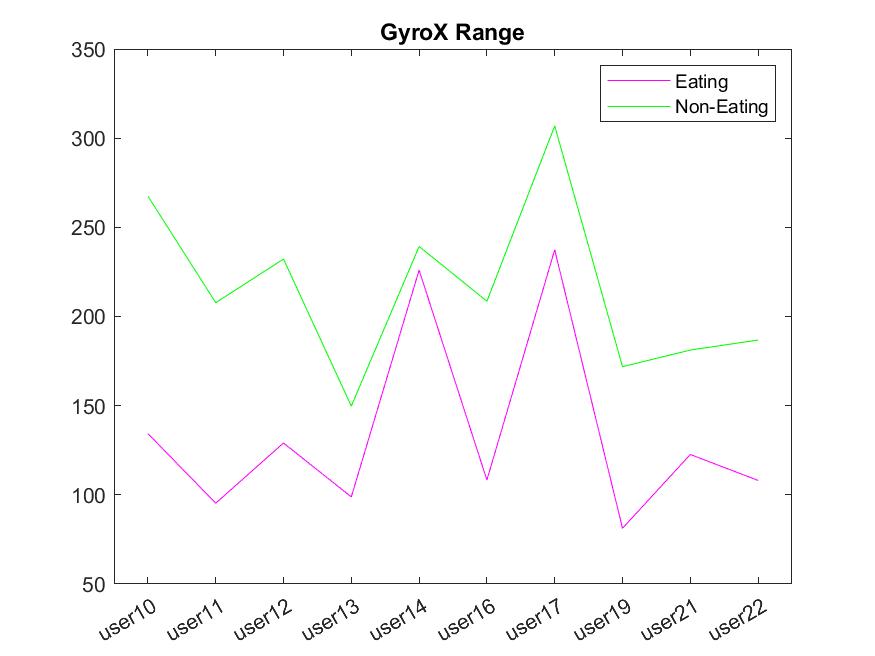 GyroX Range
350
300
250
200
150
100
50
Eating
Non-Eating
user10
user11
user12
user13
user14
user16
user17
user19
user21
user22